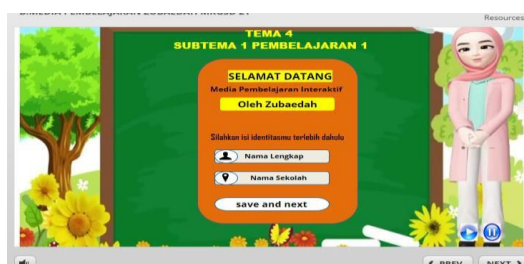 Resources
TEMA 4
SUBTEMA 1 PEMBELAJARAN 1
SELAMAT DATANG
Media Pembelajaran Interaktif
Oleh Zubaedah
Silahkan isi identitasmu terlebih dahulu
Nama Lengkap
Nama Sekolah
save and next
PREV
NEXT